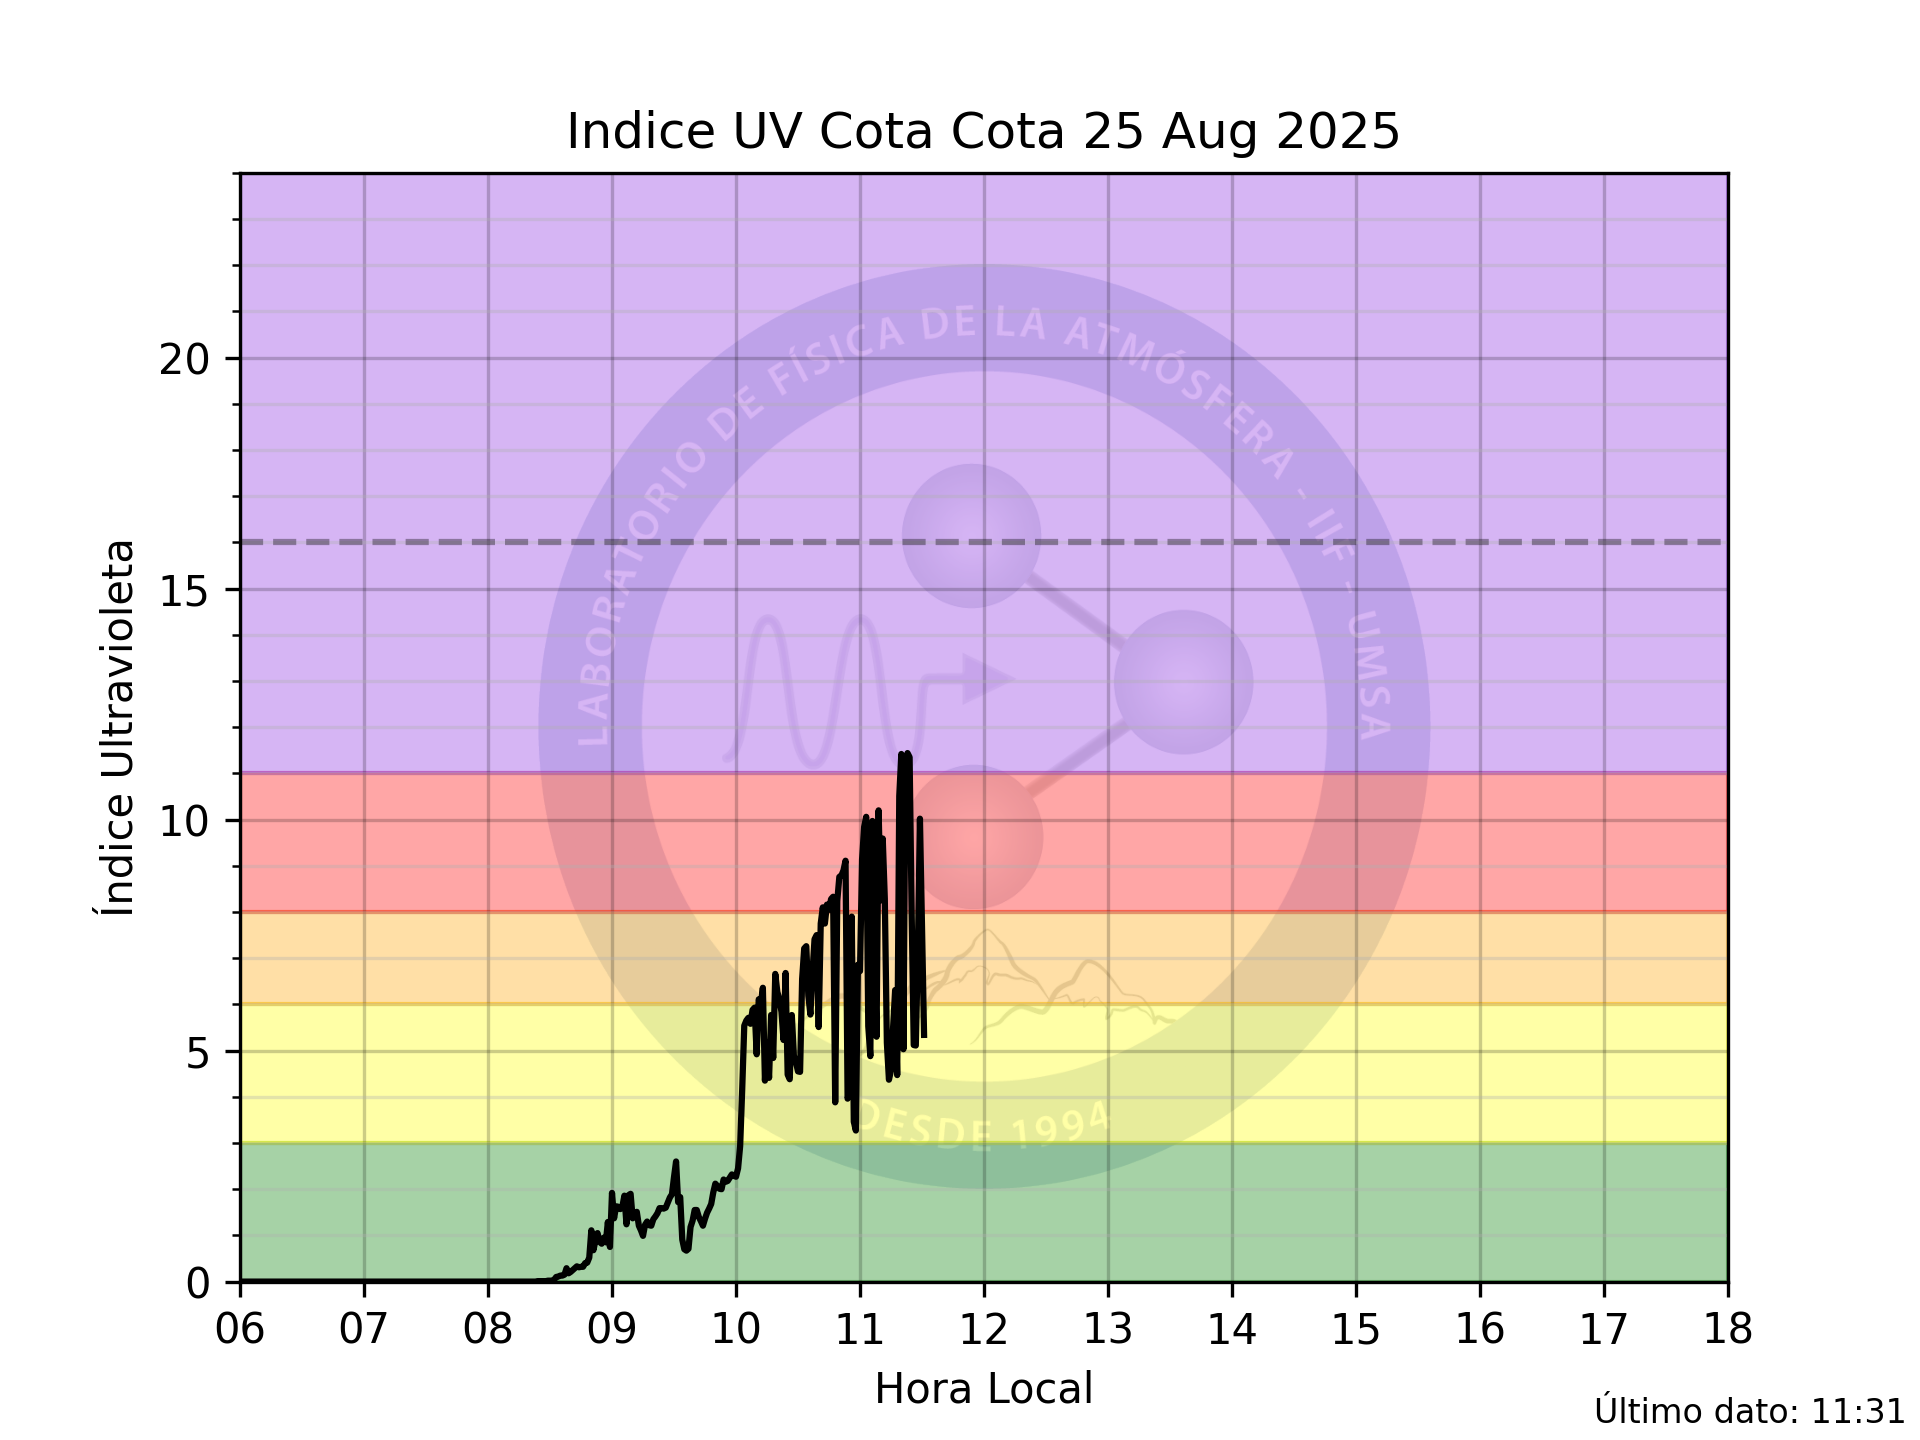 Indice UV Cota Cota 25 Aug 2025
20
15
10
5
0
Índice Ultravioleta
LABORATORIO DE FÍSICA DE LA ATMÓSFERA - IIF - UMSA
DESDE 1994
06 07 08 09 10 11 12 13 14 15 16 17 18
Hora Local
Último dato: 11:31